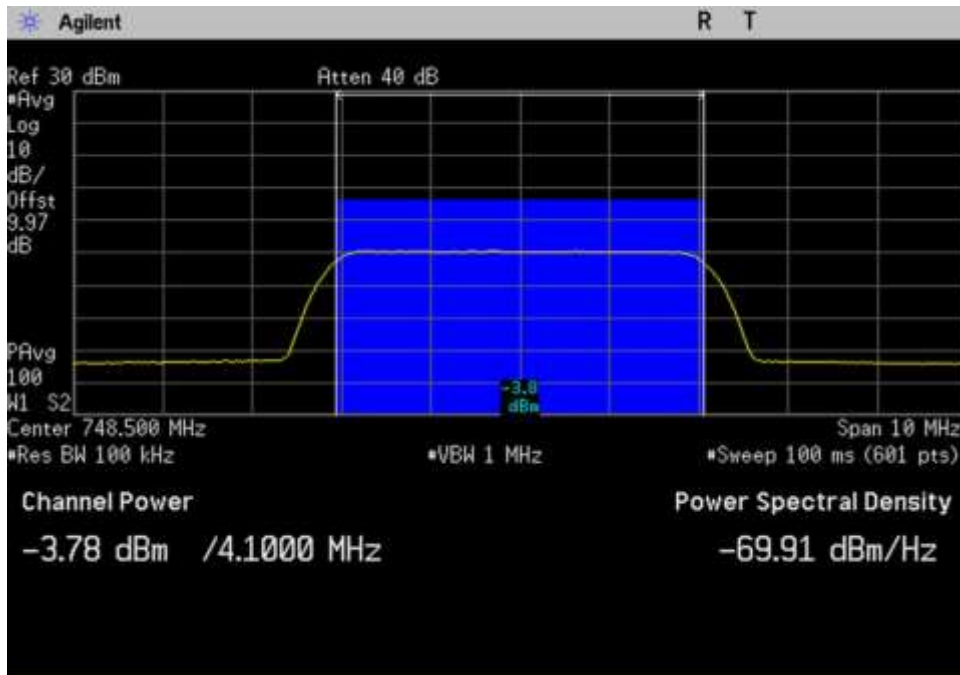 Agilent R T
Ref 30 dBm Atten 40 dB
#Avg
Log
10
dB/
Offst
9.97
dB
PAvg
100
W1 S2
-3.8
dBm
Center 748.500 MHz Span 10 MHz
#Res BW 100 kHz #VBW 1 MHz #Sweep 100 ms (601 pts)
Channel Power Power Spectral Density
-3.78 dBm /4.1000 MHz -69.91 dBm/Hz